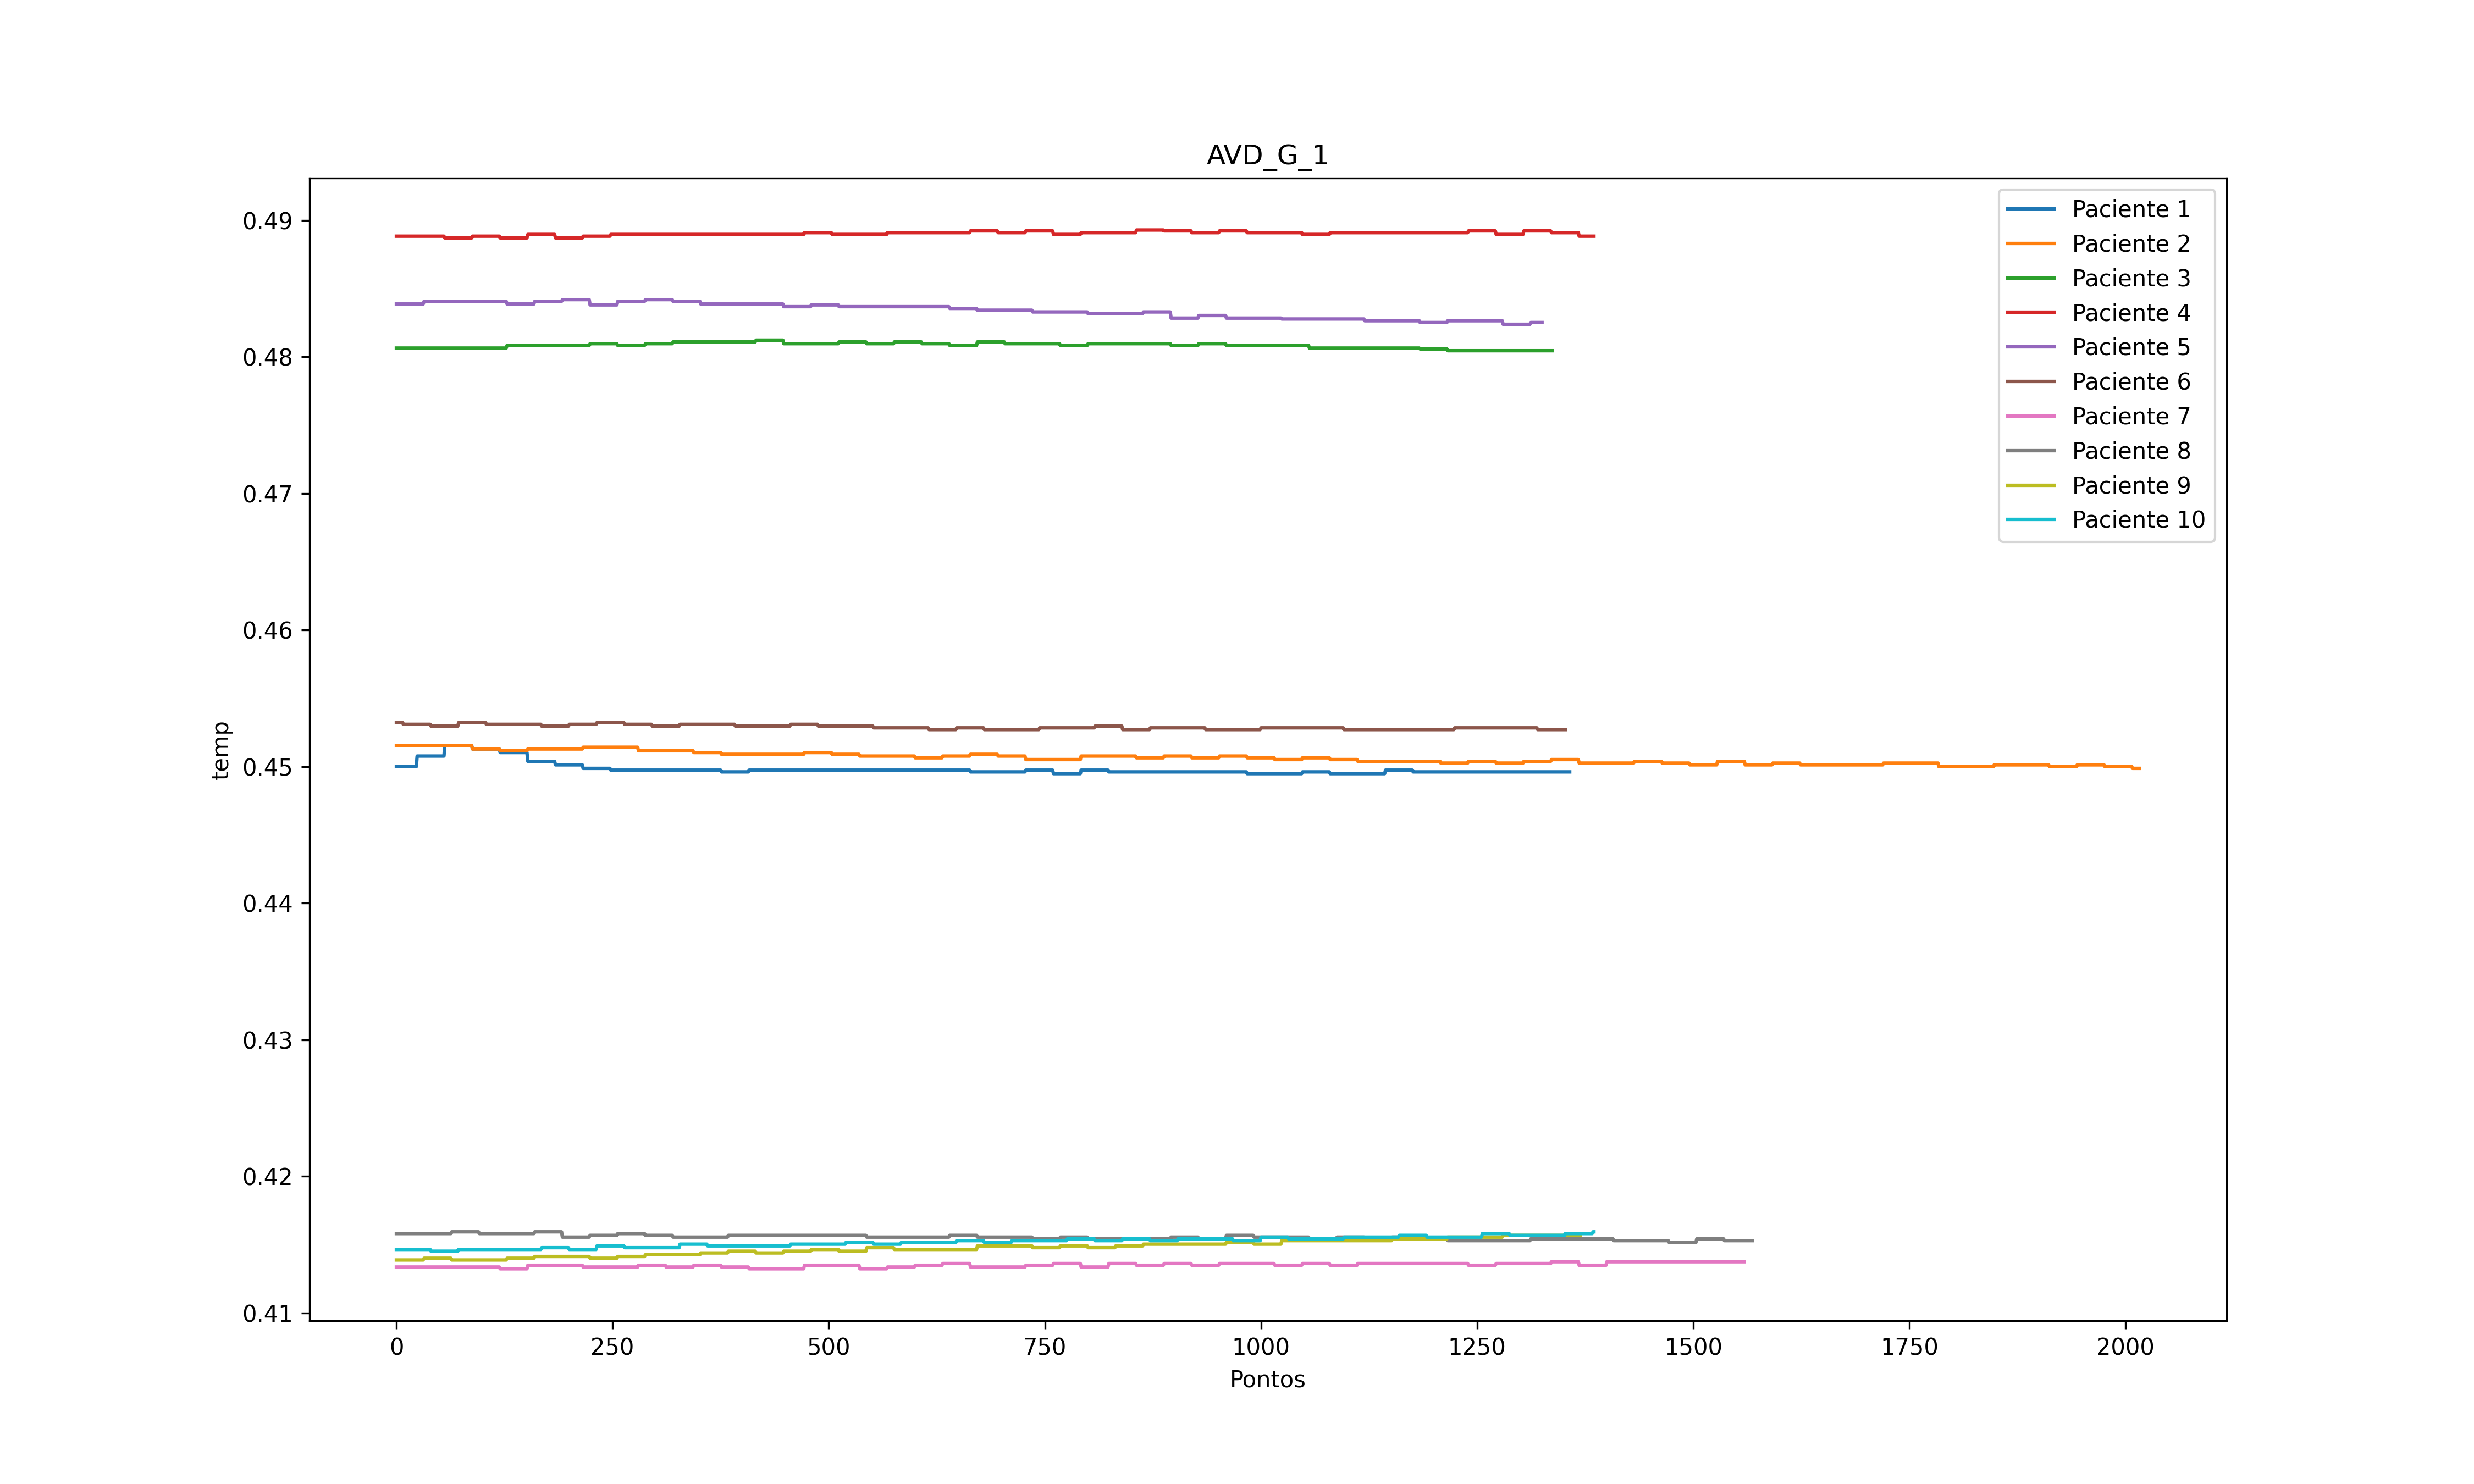 AVD_G_1
0.49
0.48
0.47
0.46
0.45
0.44
0.43
0.42
0.41
temp
0 250 500 750 1000 1250 1500 1750 2000
Pontos
Paciente 1
Paciente 2
Paciente 3
Paciente 4
Paciente 5
Paciente 6
Paciente 7
Paciente 8
Paciente 9
Paciente 10